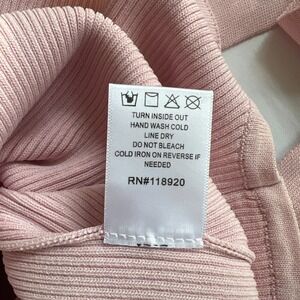 TURN INSIDE OUT
HAND WASH COLD
LINE DRY
DO NOT BLEACH
COLD IRON ON REVERSE IF
NEEDED
RN#118920